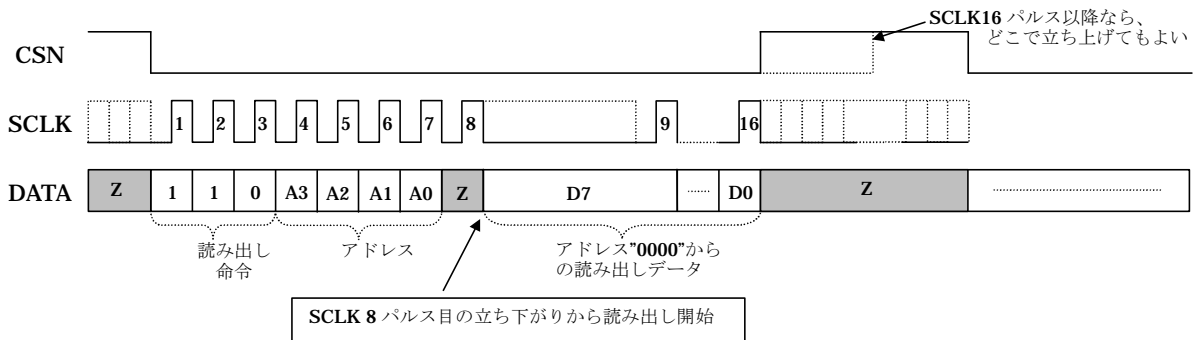 SCLK16 パルス以降なら、
どこで立ち上げてもよい
CSN
SCLK 1 2 3 4 5 6 7 8 9 16
DATA Z 1 1 0 A3 A2 A1 A0 Z D7 ...... D0 Z
読み出し
命令
アドレス
アドレス"0000"から
の読み出しデータ
SCLK 8 パルス目の立ち下がりから読み出し開始